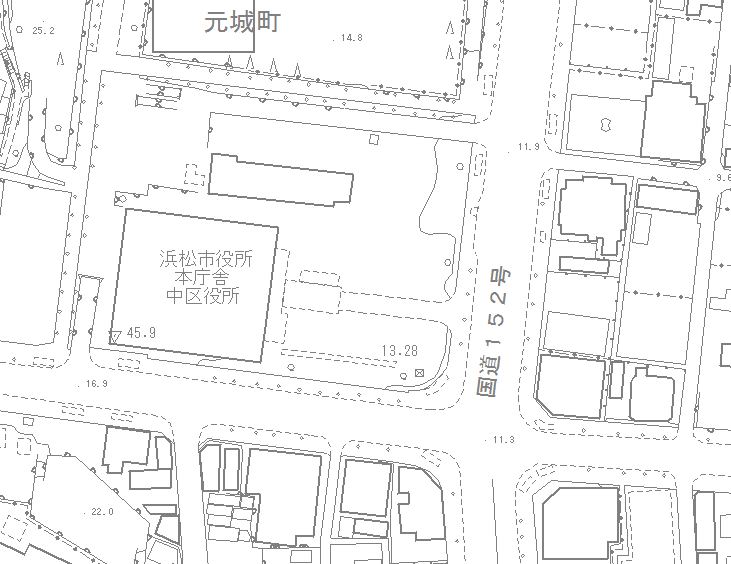 元城町
25.2
14.8
11.9
9.6
浜松市役所
本庁舎
中区役所
国道152号
45.9
13.28
16.9
11.3
22.0